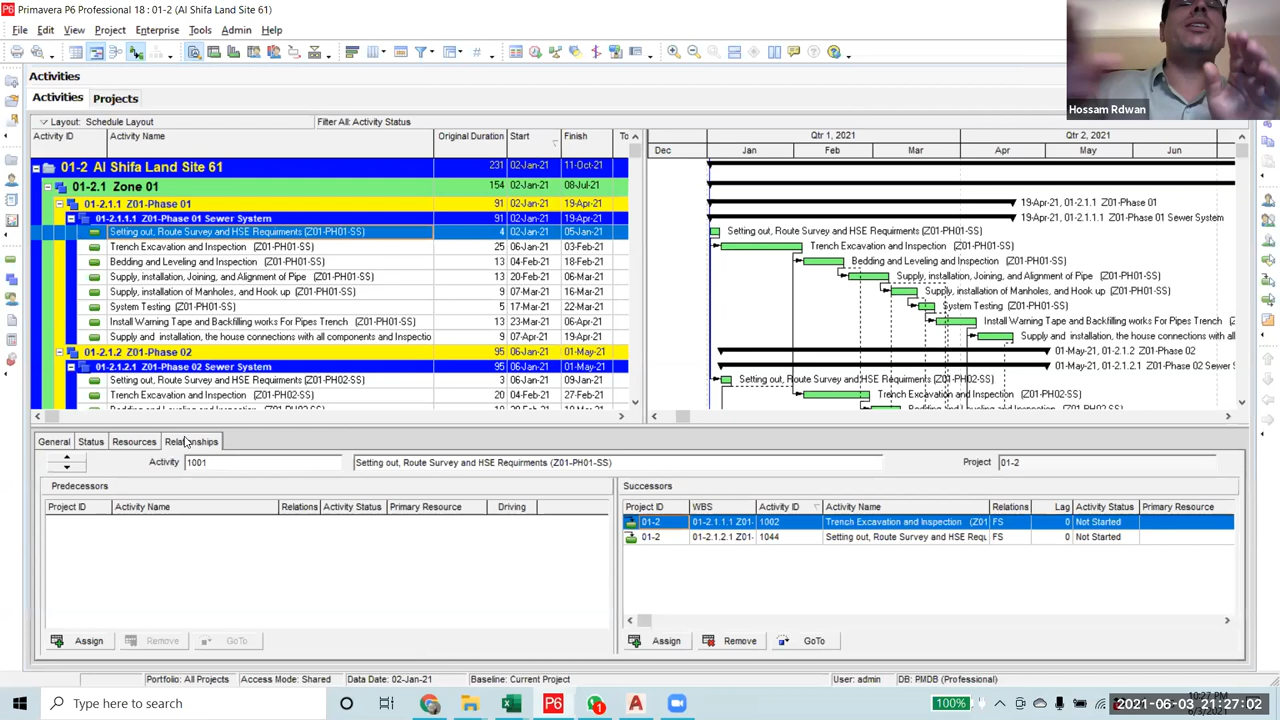 Primavera P6 Professional 18 : 01-2 (Al Shifa Land Site 61)
File Edit View Project Enterprise Tools Admin Help
Hossam Rdwan
Activities
Activities Projects
Layout: Schedule Layout Filter All: Activity Status
Activity ID Activity Name Original Duration Start Finish To
Qtr 1, 2021 Qtr 2, 2021
Dec Jan Feb Mar Apr May Jun
01-2 Al Shifa Land Site 61 231 02-Jan-21 11-Oct-21
01-2.1 Zone 01 154 02-Jan-21 08-Jul-21
01-2.1.1 Z01-Phase 01 91 02-Jan-21 19-Apr-21 19-Apr-21, 01-2.1.1 Z01-Phase 01
01-2.1.1.1 Z01-Phase 01 Sewer System 91 02-Jan-21 19-Apr-21 19-Apr-21, 01-2.1.1.1 Z01-Phase 01 Sewer System
Setting out, Route Survey and HSE Requirments (Z01-PH01-SS) 4 02-Jan-21 05-Jan-21 Setting out, Route Survey and HSE Requirments (Z01-PH01-SS)
Trench Excavation and Inspection (Z01-PH01-SS) 25 06-Jan-21 03-Feb-21 Trench Excavation and Inspection (Z01-PH01-SS)
Bedding and Leveling and Inspection (Z01-PH01-SS) 13 04-Feb-21 18-Feb-21 Bedding and Leveling and Inspection (Z01-PH01-SS)
Supply, installation, Joining, and Alignment of Pipe (Z01-PH01-SS) 13 20-Feb-21 06-Mar-21 Supply, installation, Joining, and Alignment of Pipe (Z01-PH01-SS)
Supply, installation of Manholes, and Hook up (Z01-PH01-SS) 9 07-Mar-21 16-Mar-21 Supply, installation of Manholes, and Hook up (Z01-PH01-SS)
System Testing (Z01-PH01-SS) 5 17-Mar-21 22-Mar-21 System Testing (Z01-PH01-SS)
Install Warning Tape and Backfilling works For Pipes Trench (Z01-PH01-SS) 13 23-Mar-21 06-Apr-21 Install Warning Tape and Backfilling works For Pipes Trench (Z01-PH01-SS
Supply and installation, the house connections with all components and Inspectio 9 07-Apr-21 19-Apr-21 Supply and installation, the house connections with all
01-2.1.2 Z01-Phase 02 95 06-Jan-21 01-May-21 01-May-21, 01-2.1.2 Z01-Phase 02
01-2.1.2.1 Z01-Phase 02 Sewer System 95 06-Jan-21 01-May-21 01-May-21, 01-2.1.2.1 Z01-Phase 02 Sewer S
Setting out, Route Survey and HSE Requirments (Z01-PH02-SS) 3 06-Jan-21 09-Jan-21 Setting out, Route Survey and HSE Requirments (Z01-PH02-SS)
Trench Excavation and Inspection (Z01-PH02-SS) 20 10-Jan-21 02-Feb-21 Trench Excavation and Inspection (Z01-PH02-SS)
General Status Resources Relationships
Activity 1001 Setting out, Route Survey and HSE Requirments (Z01-PH01-SS) Project 01-2
Predecessors Successors
Project ID Activity Name Relations Activity Status Primary Resource Driving
Project ID WBS Activity ID Activity Name Relations Lag Activity Status Primary Resource
01-2 01-2.1.1.1 Z01- 1002 Trench Excavation and Inspection (Z01 FS 0 Not Started
01-2 01-2.1.2.1 Z01- 1044 Setting out, Route Survey and HSE Requ FS 0 Not Started
Assign Remove GoTo Assign Remove GoTo
Portfolio: All Projects Access Mode: Shared Data Date: 02-Jan-21 Baseline: Current Project User: admin DB: PMDB (Professional)
Type here to search 100% 2021-06-03 21:27:02